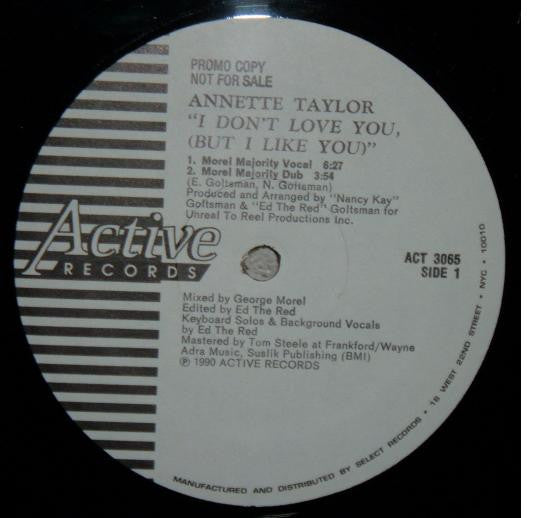 PROMO COPY
NOT FOR SALE
ANNETTE TAYLOR
"I DON'T LOVE YOU,
(BUT I LIKE YOU)"
1. Morel Majority Vocal 6:27
2. Morel Majority Dub 3:54
(E. Goltsman, N. Goltsman)
Produced and Arranged by "Nancy Kay"
Goltsman & "Ed The Red" Goltsman for
Unreal To Reel Productions Inc.
Active
RECORDS
ACT 3065
SIDE 1
Mixed by George Morel
Edited by Ed The Red
Keyboard Solos & Background Vocals
by Ed The Red
Mastered by Tom Steele at Frankford/Wayne
Adra Music, Suslik Publishing (BMI)
℗ 1990 ACTIVE RECORDS
MANUFACTURED AND DISTRIBUTED BY SELECT RECORDS • 16 WEST 22ND STREET • NYC • 10010